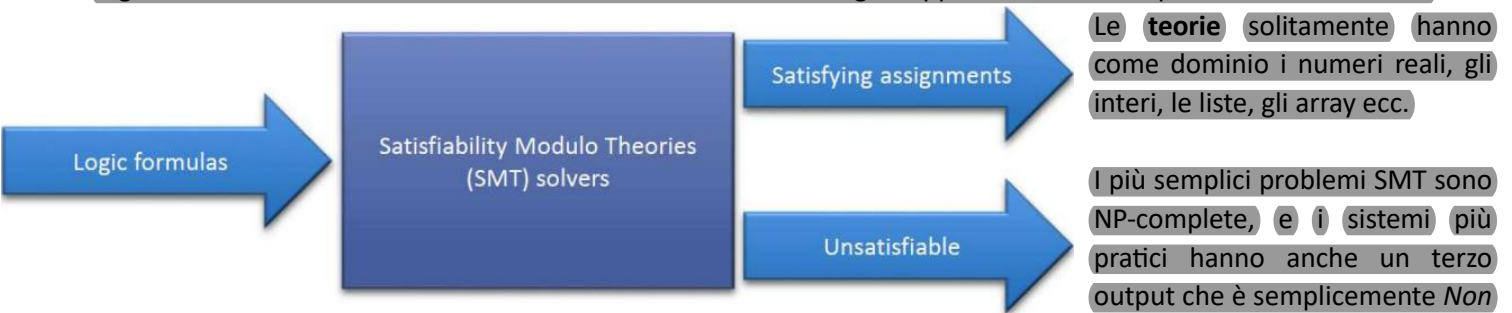 Logic formulas
Satisfiability Modulo Theories
(SMT) solvers
Satisfying assignments
Unsatisfiable
Le teorie solitamente hanno
come dominio i numeri reali, gli
interi, le liste, gli array ecc.
I più semplici problemi SMT sono
NP-complete, e i sistemi più
pratici hanno anche un terzo
output che è semplicemente Non